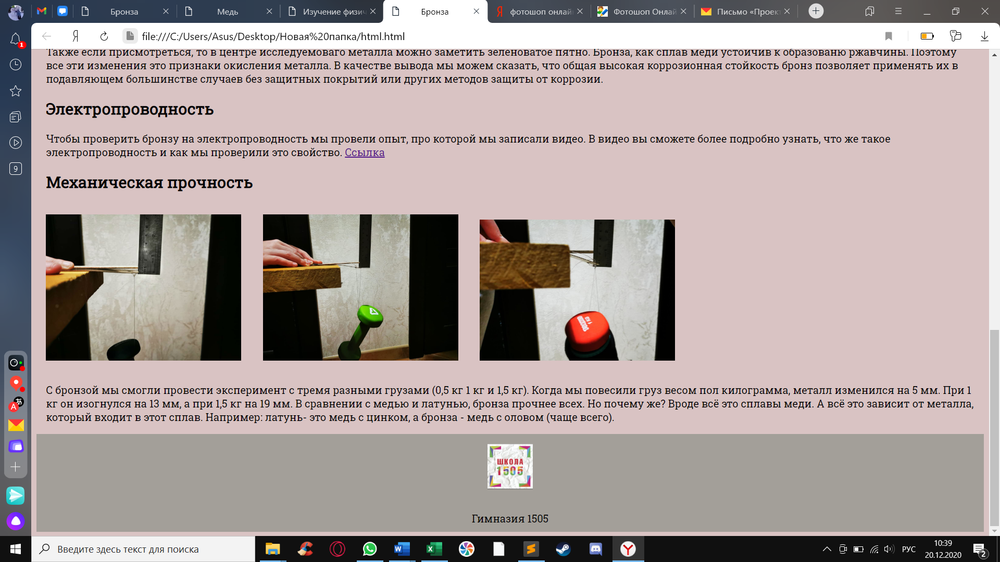 Бронза
Медь
Изучение физич
Бронза
фотошоп онлайн
Фотошоп Онлай
Письмо «Проект
file:///C:/Users/Asus/Desktop/Новая%20папка/html.html
1
9
Также если присмотреться, то в центре исследуемоваго металла можно заметить зеленоватое пятно. Бронза, как сплав меди устойчив к образованю ржавчины. Поэтому
все эти изменения это признаки окисления металла. В качестве вывода мы можем сказать, что общая высокая коррозионная стойкость бронз позволяет применять их в
подавляющем большинстве случаев без защитных покрытий или других методов защиты от коррозии.
Электропроводность
Чтобы проверить бронзу на электропроводность мы провели опыт, про которой мы записали видео. В видео вы сможете более подробно узнать, что же такое
электропроводность и как мы проверили это свойство. Ссылка
Механическая прочность
С бронзой мы смогли провести эксперимент с тремя разными грузами (0,5 кг 1 кг и 1,5 кг). Когда мы повесили груз весом пол килограмма, металл изменился на 5 мм. При 1
кг он изогнулся на 13 мм, а при 1,5 кг на 19 мм. В сравнении с медью и латунью, бронза прочнее всех. Но почему же? Вроде всё это сплавы меди. А всё это зависит от металла,
который входит в этот сплав. Например: латунь- это медь с цинком, а бронза - медь с оловом (чаще всего).
ШКОЛА
1505
Гимназия 1505
Введите здесь текст для поиска
РУС
10:39
20.12.2020
2